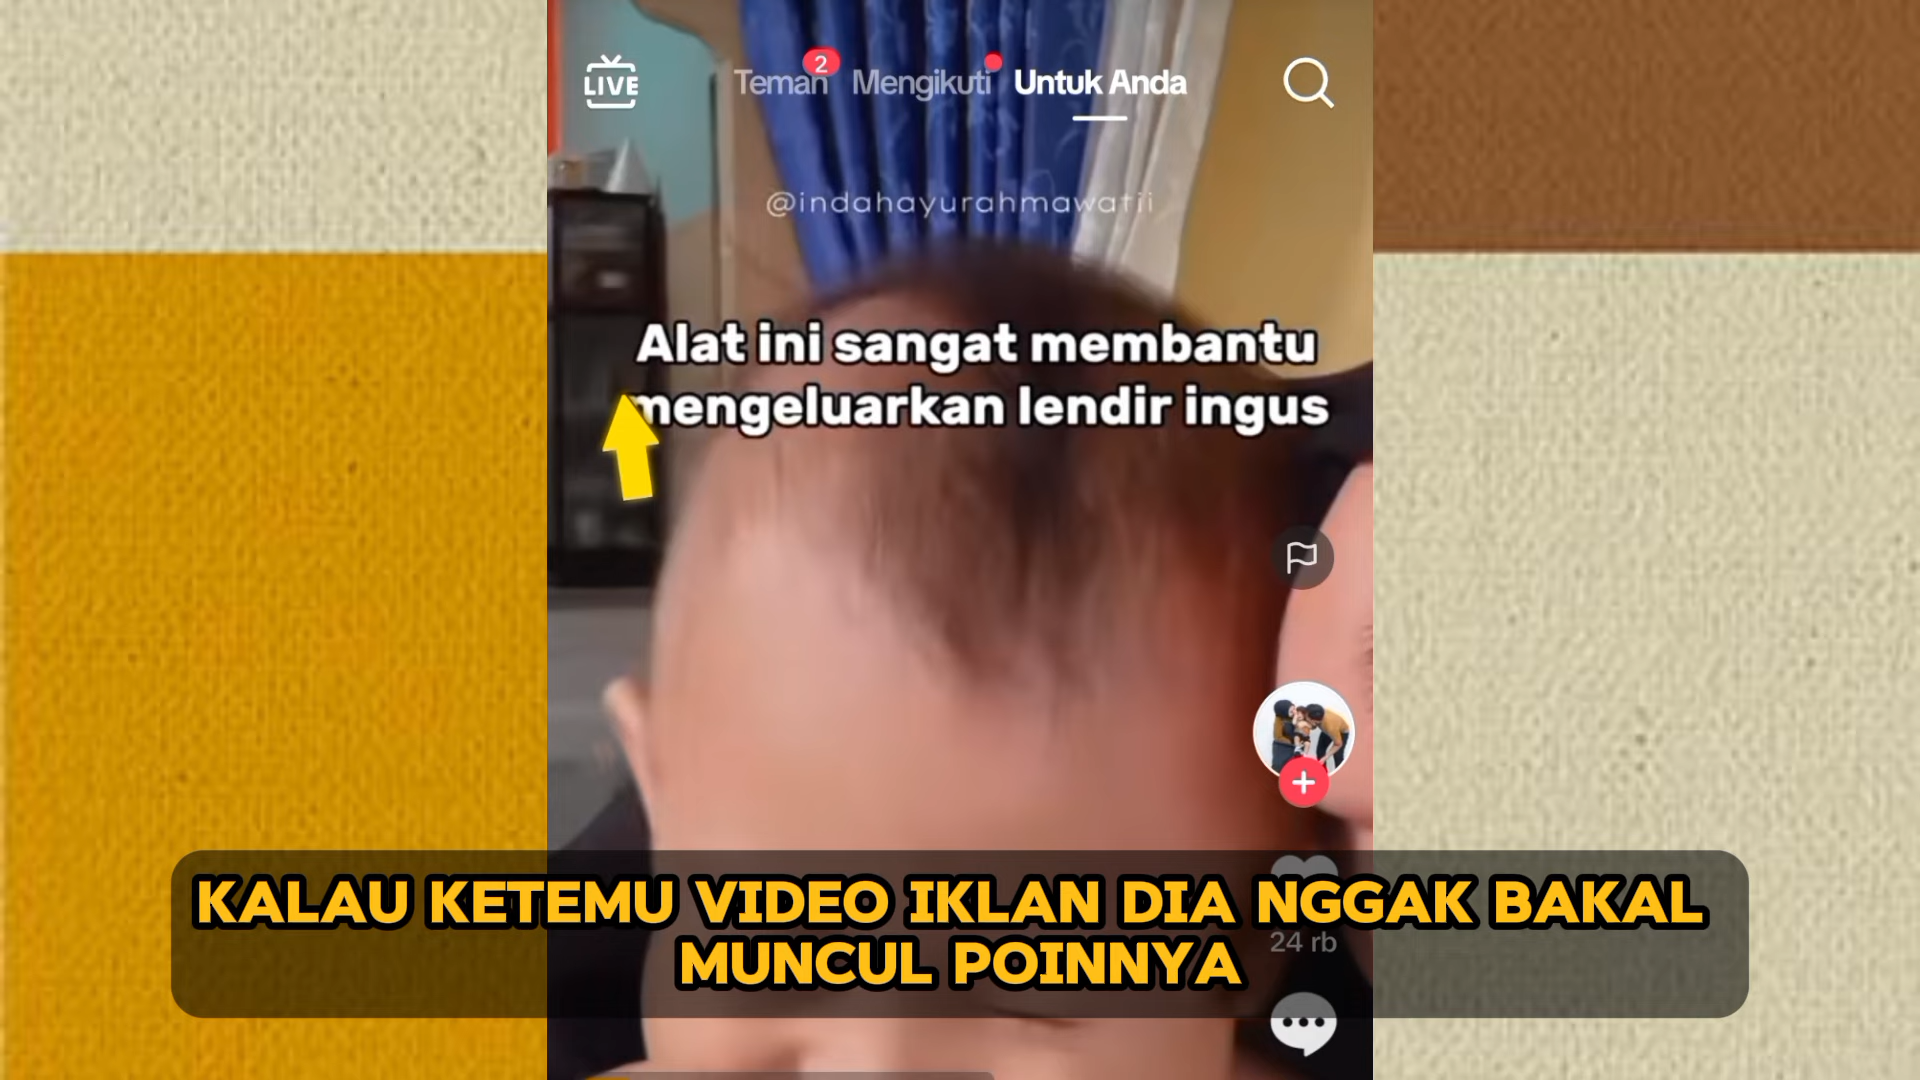 LIVE
Teman 2 Mengikuti Untuk Anda
@indahayurahmawatii
Alat ini sangat membantu
mengeluarkan lendir ingus
KALAU KETEMU VIDEO IKLAN DIA NGGAK BAKAL
MUNCUL POINNYA
24 rb